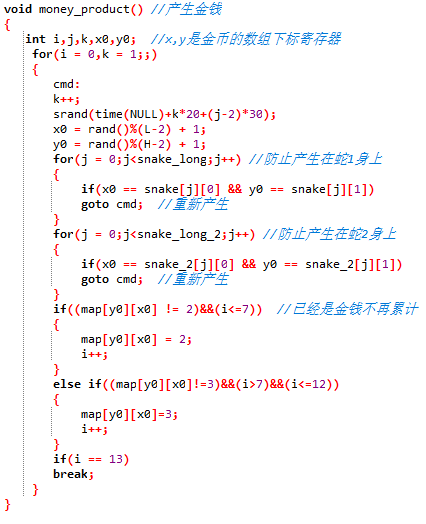 void money_product() //产生金钱
{
int i,j,k,x0,y0;  //x,y是金币的数组下标寄存器
for(i = 0,k = 1;;)
{
cmd:
k++;
srand(time(NULL)+k*20+(j-2)*30);
x0 = rand()%(L-2) + 1;
y0 = rand()%(H-2) + 1;
for(j = 0;j<snake_long;j++) //防止产生在蛇1身上
{
if(x0 == snake[j][0] && y0 == snake[j][1])
goto cmd;  //重新产生
}
for(j = 0;j<snake_long_2;j++) //防止产生在蛇2身上
{
if(x0 == snake_2[j][0] && y0 == snake_2[j][1])
goto cmd;  //重新产生
}
if((map[y0][x0] != 2)&&(i<=7))  //已经是金钱不再累计
{
map[y0][x0] = 2;
i++;
}
else if((map[y0][x0]!=3)&&(i>7)&&(i<=12))
{
map[y0][x0]=3;
i++;
}
if(i == 13)
break;
}
}